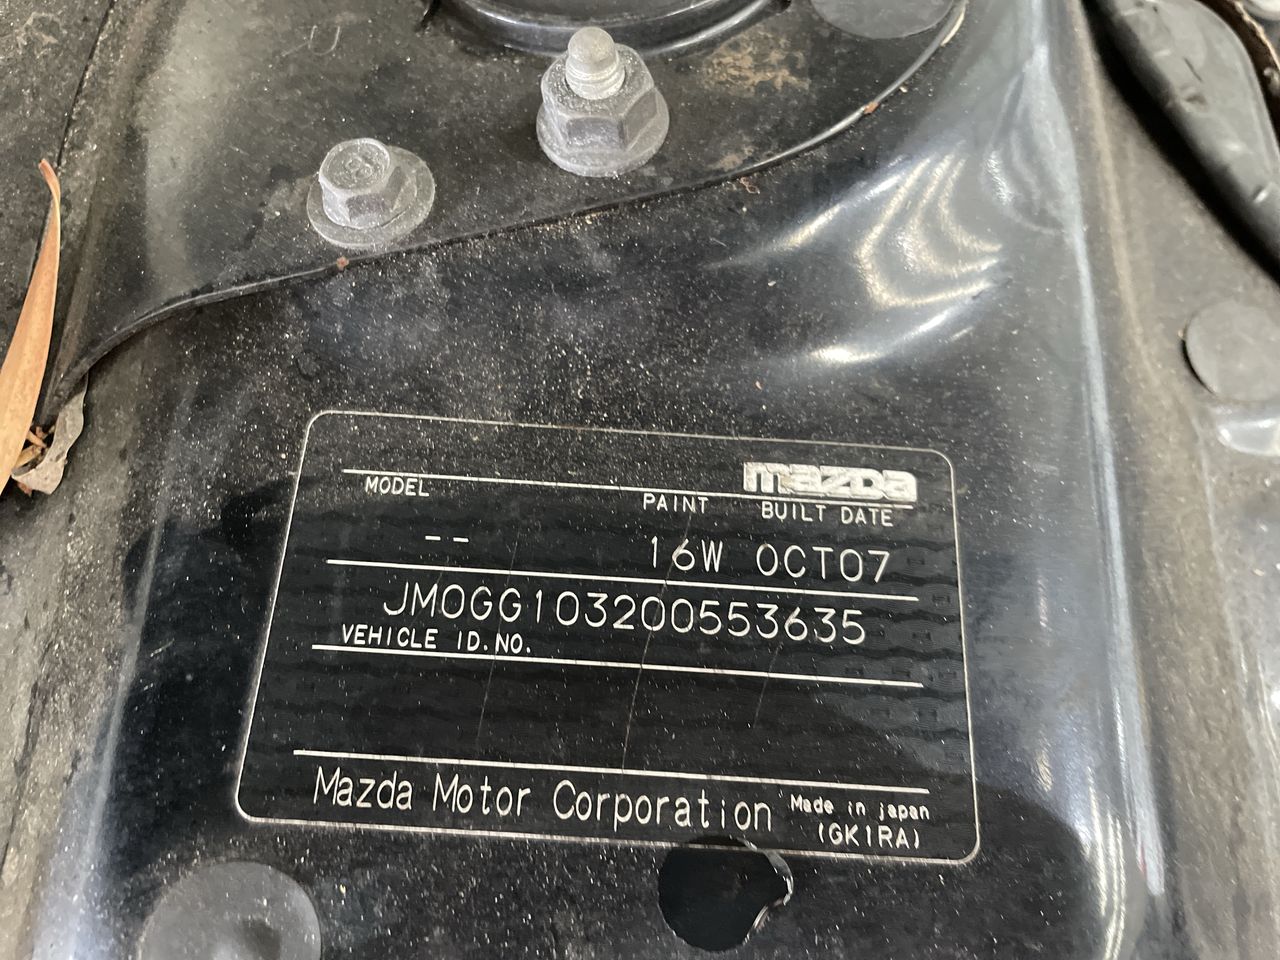 mazda
MODEL PAINT BUILT DATE
-- 16W OCT07
JM0GG103200553635
VEHICLE ID.NO.
Mazda Motor Corporation Made in japan
(GK1RA)